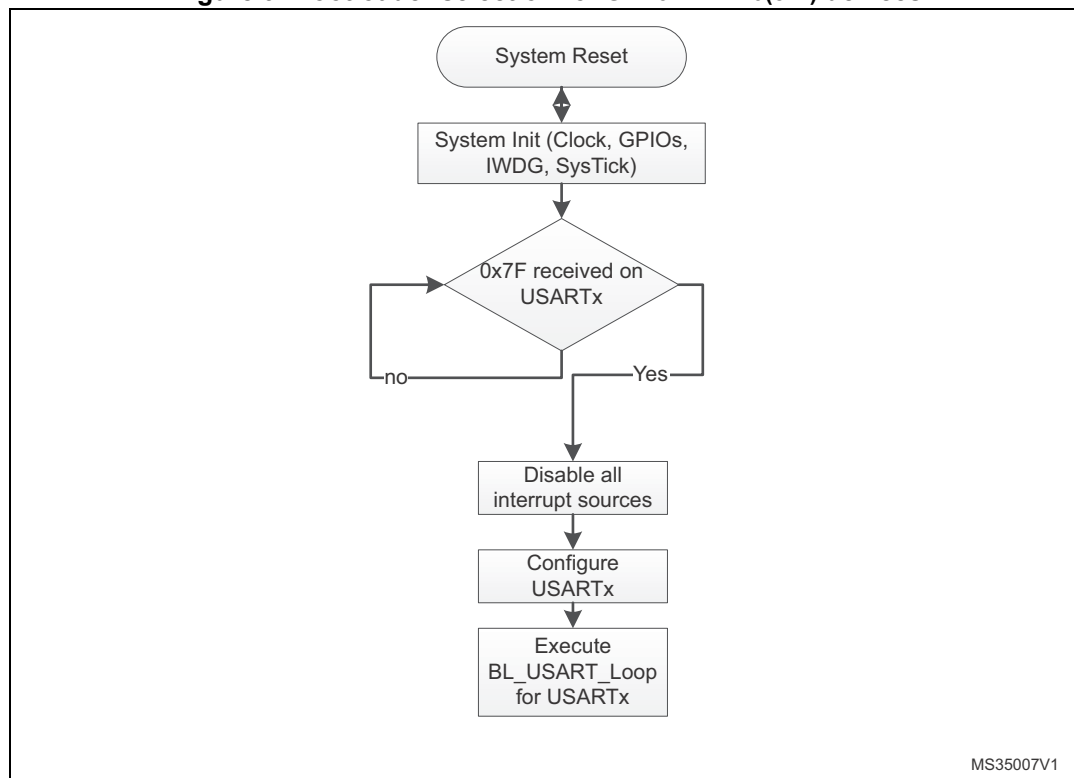 System Reset
System Init (Clock, GPIOs,
IWDG, SysTick)
0x7F received on
USARTx
no
Yes
Disable all
interrupt sources
Configure
USARTx
Execute
BL_USART_Loop
for USARTx
MS35007V1